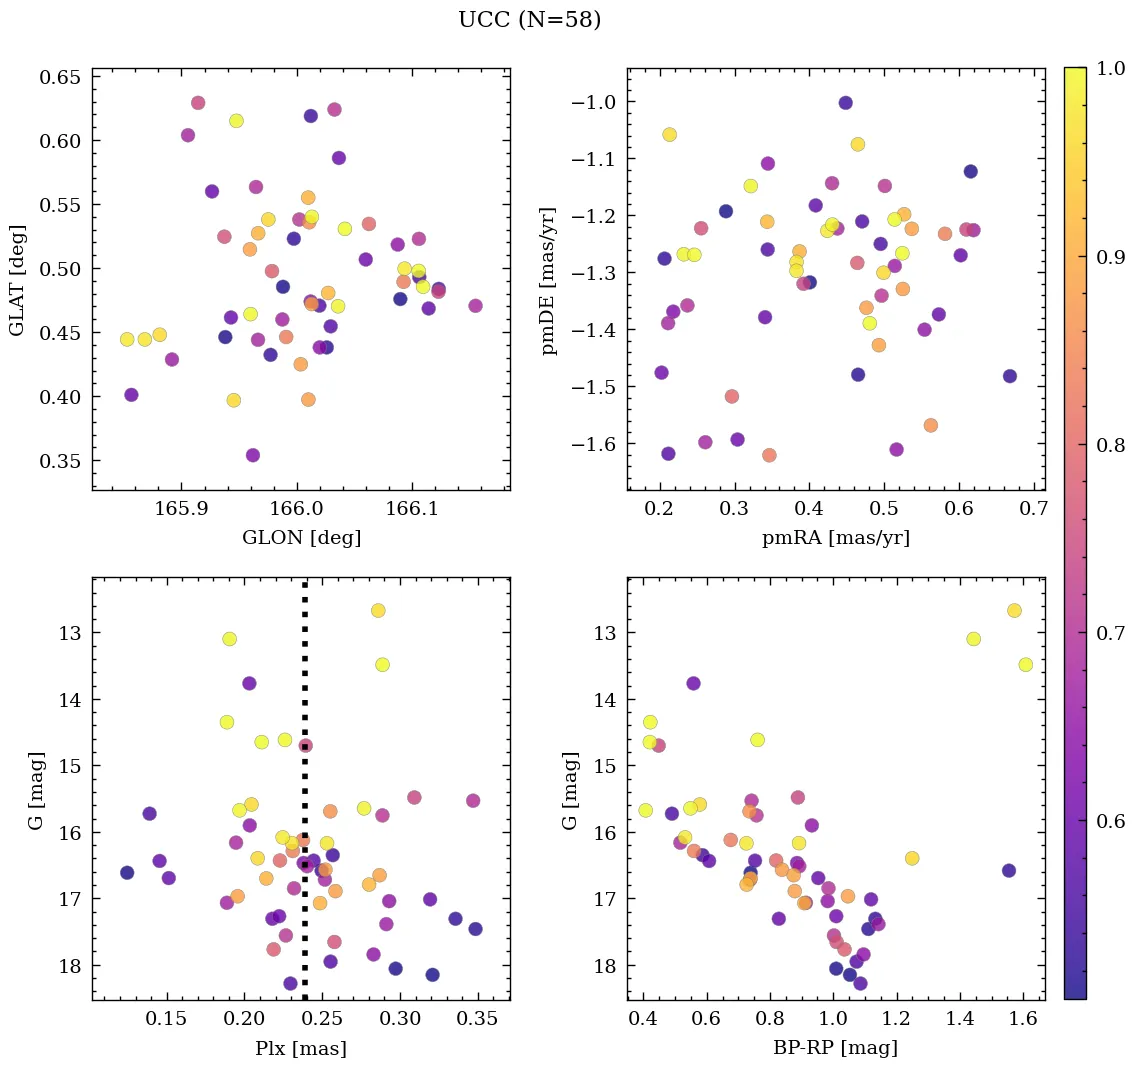 UCC (N=58)
0.65
0.60
0.55
0.50
0.45
0.40
0.35
GLAT [deg]
165.9 166.0 166.1
GLON [deg]
−1.0
−1.1
−1.2
−1.3
−1.4
−1.5
−1.6
pmDE [mas/yr]
0.2 0.3 0.4 0.5 0.6 0.7
pmRA [mas/yr]
13
14
15
16
17
18
G [mag]
0.15 0.20 0.25 0.30 0.35
Plx [mas]
13
14
15
16
17
18
G [mag]
0.4 0.6 0.8 1.0 1.2 1.4 1.6
BP-RP [mag]
1.0
0.9
0.8
0.7
0.6